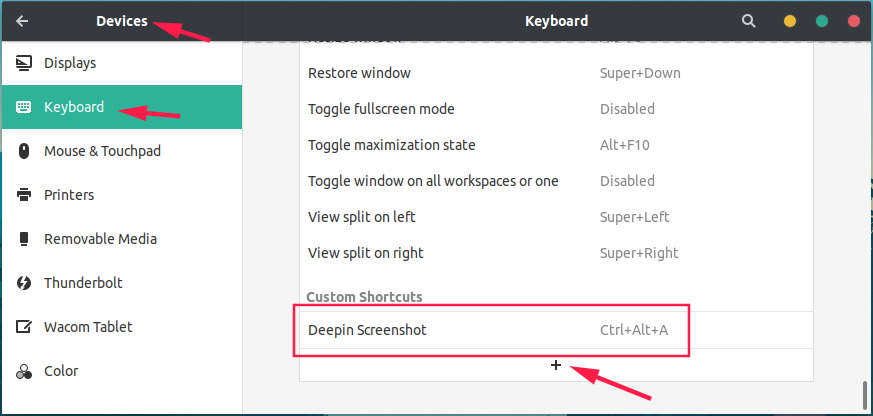 Devices
Keyboard
Displays
Keyboard
Mouse & Touchpad
Printers
Removable Media
Thunderbolt
Wacom Tablet
Color
Restore window Super+Down
Toggle fullscreen mode Disabled
Toggle maximization state Alt+F10
Toggle window on all workspaces or one Disabled
View split on left Super+Left
View split on right Super+Right
Custom Shortcuts
Deepin Screenshot Ctrl+Alt+A
+